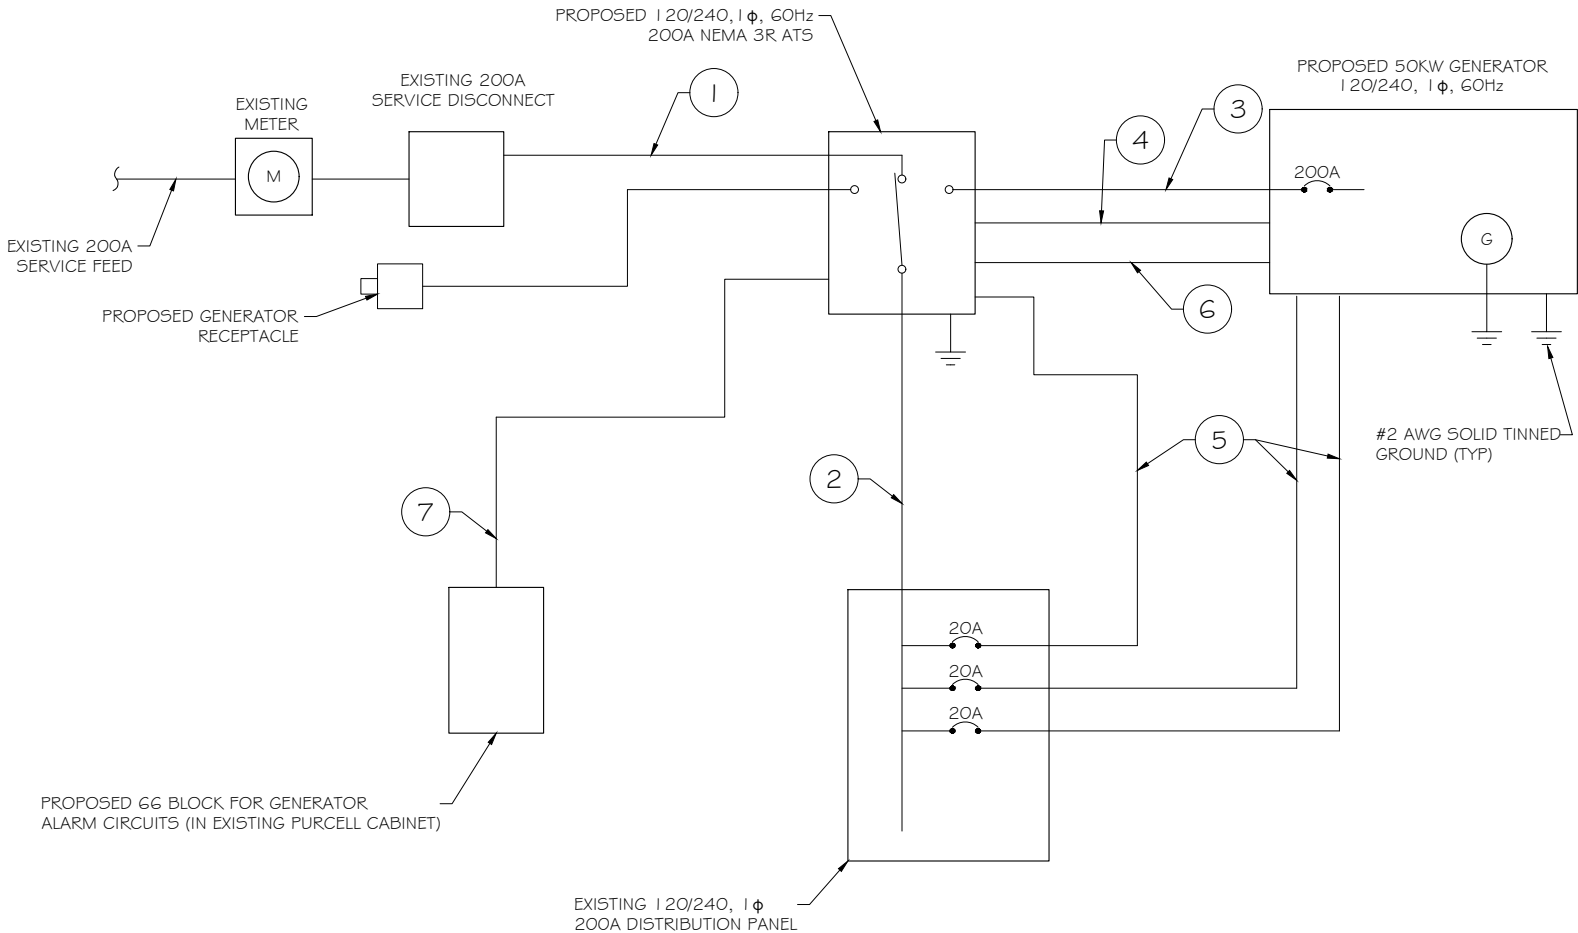 PROPOSED 120/240, 1ϕ, 60Hz
200A NEMA 3R ATS
EXISTING 200A
SERVICE DISCONNECT
1
PROPOSED 50KW GENERATOR
120/240, 1ϕ, 60Hz
EXISTING
METER
3
4
M
200A
EXISTING 200A
SERVICE FEED
G
PROPOSED GENERATOR
RECEPTACLE
6
#2 AWG SOLID TINNED
GROUND (TYP)
5
2
7
20A
20A
20A
PROPOSED 66 BLOCK FOR GENERATOR
ALARM CIRCUITS (IN EXISTING PURCELL CABINET)
EXISTING 120/240, 1ϕ
200A DISTRIBUTION PANEL